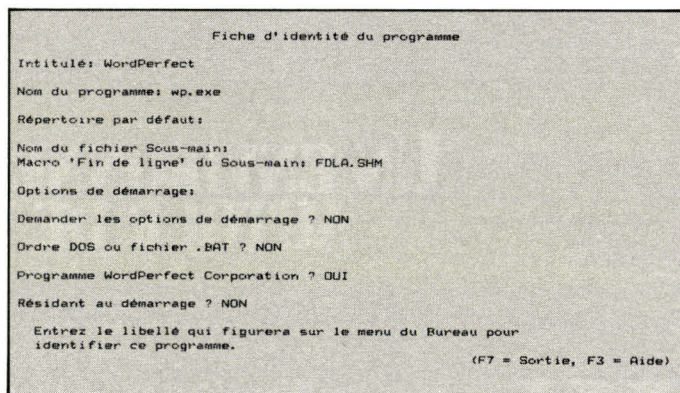 Fiche d'identité du programme
Intitulé: WordPerfect
Nom du programme: wp.exe
Répertoire par défaut:
Nom du fichier Sous-main:
Macro 'Fin de ligne' du Sous-main: FDLA.SHM
Options de démarrage:
Demander les options de démarrage ? NON
Ordre DOS ou fichier .BAT ? NON
Programme WordPerfect Corporation ? OUI
Résidant au démarrage ? NON
Entrez le libellé qui figurera sur le menu du Bureau pour
identifier ce programme.
(F7 = Sortie, F3 = Aide)